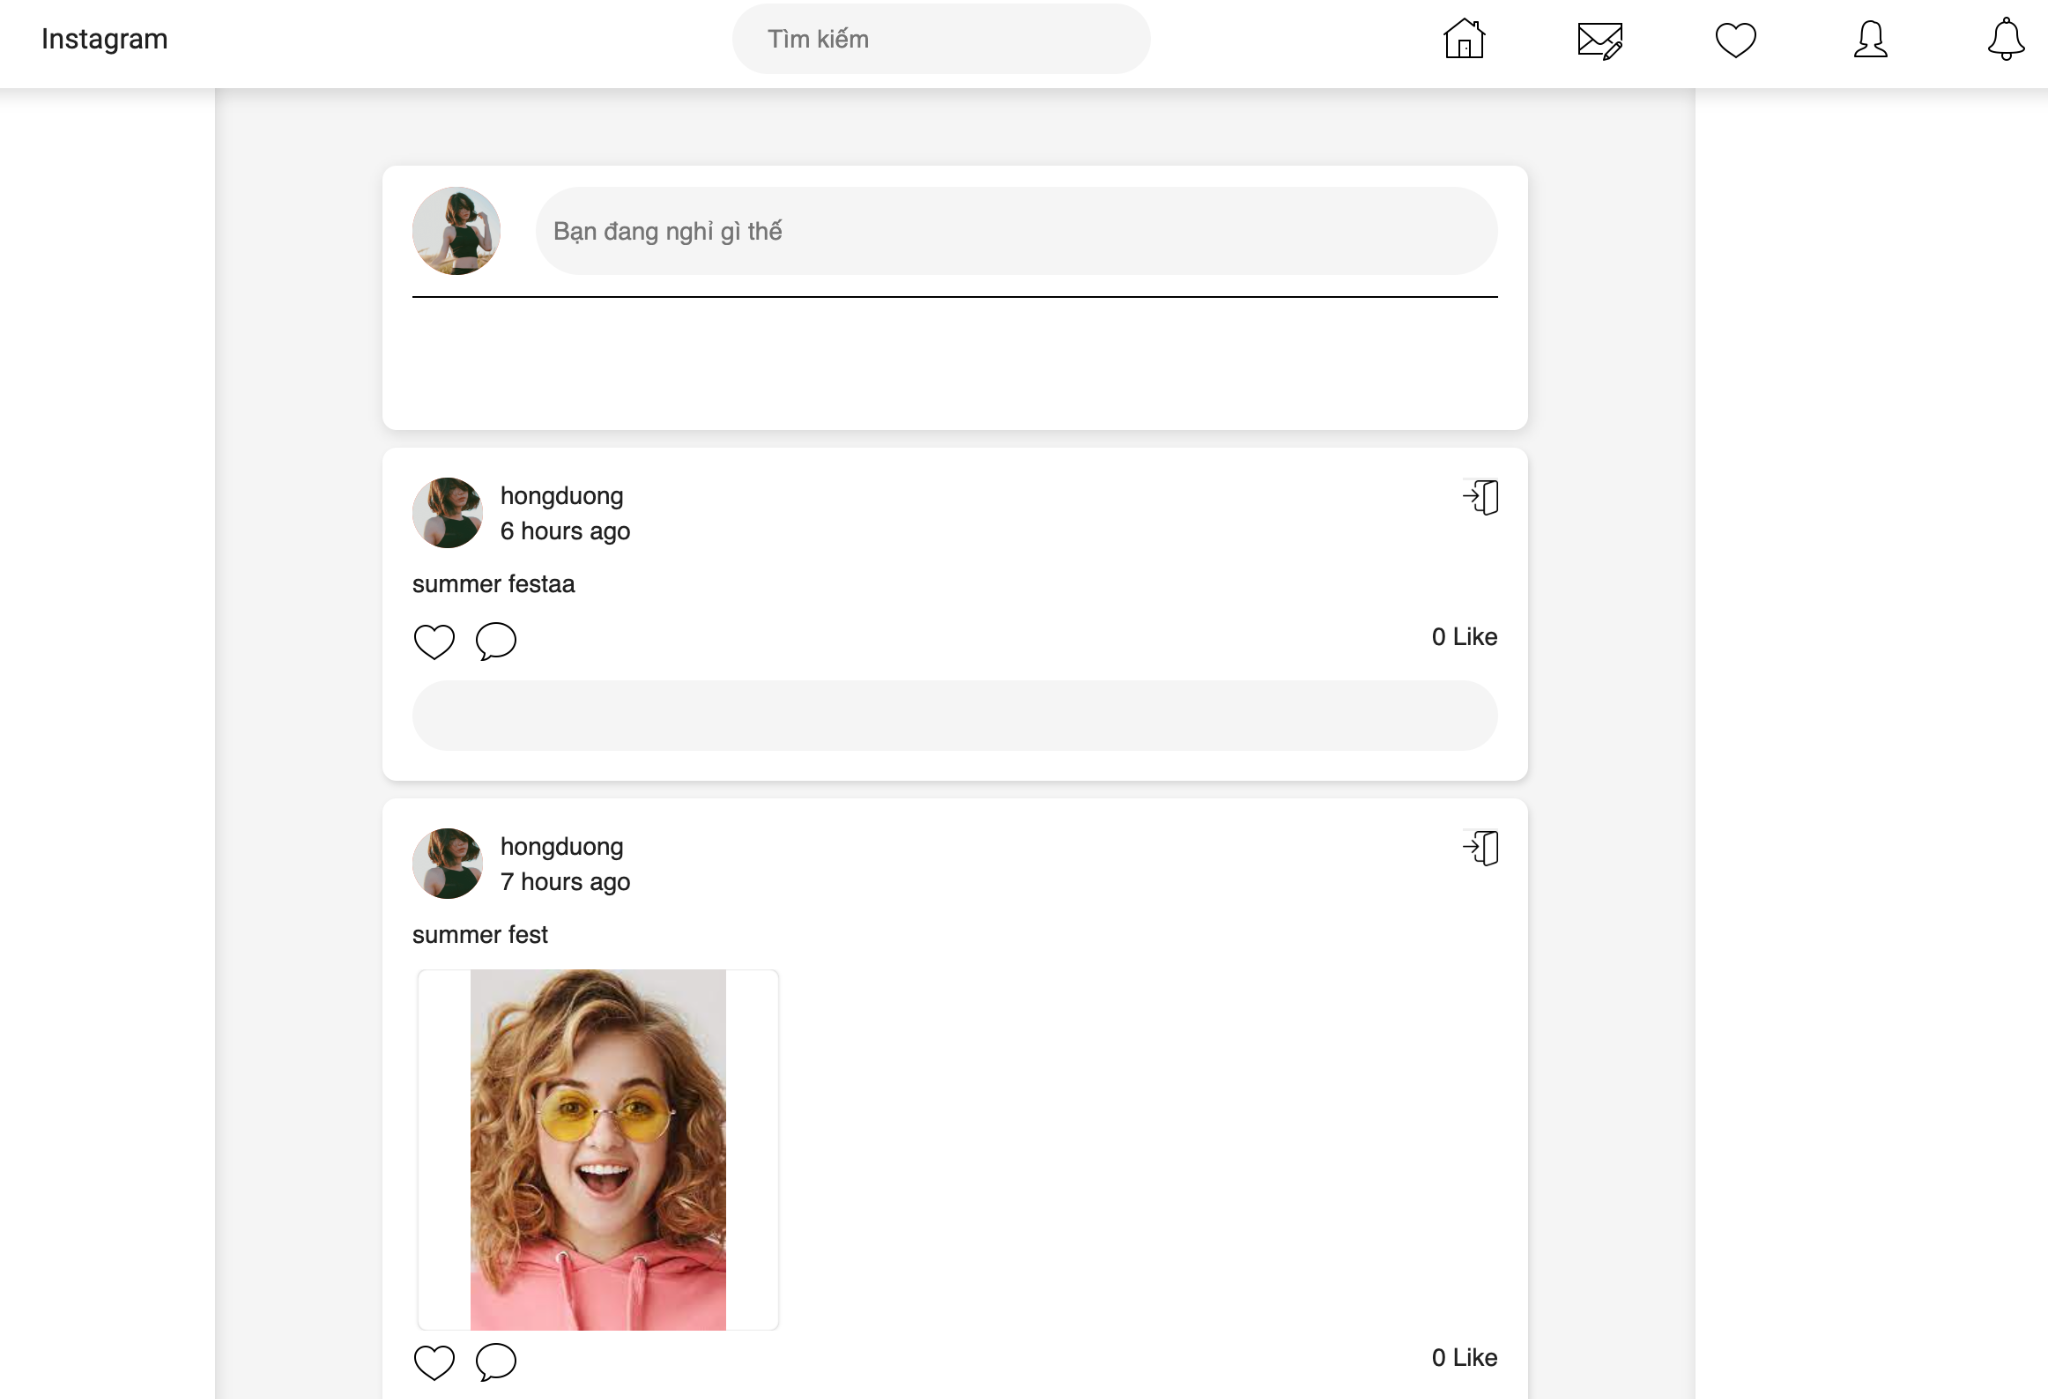 Instagram
Tìm kiếm
Bạn đang nghỉ gì thế
hongduong
6 hours ago
summer festaa
0 Like
hongduong
7 hours ago
summer fest
0 Like